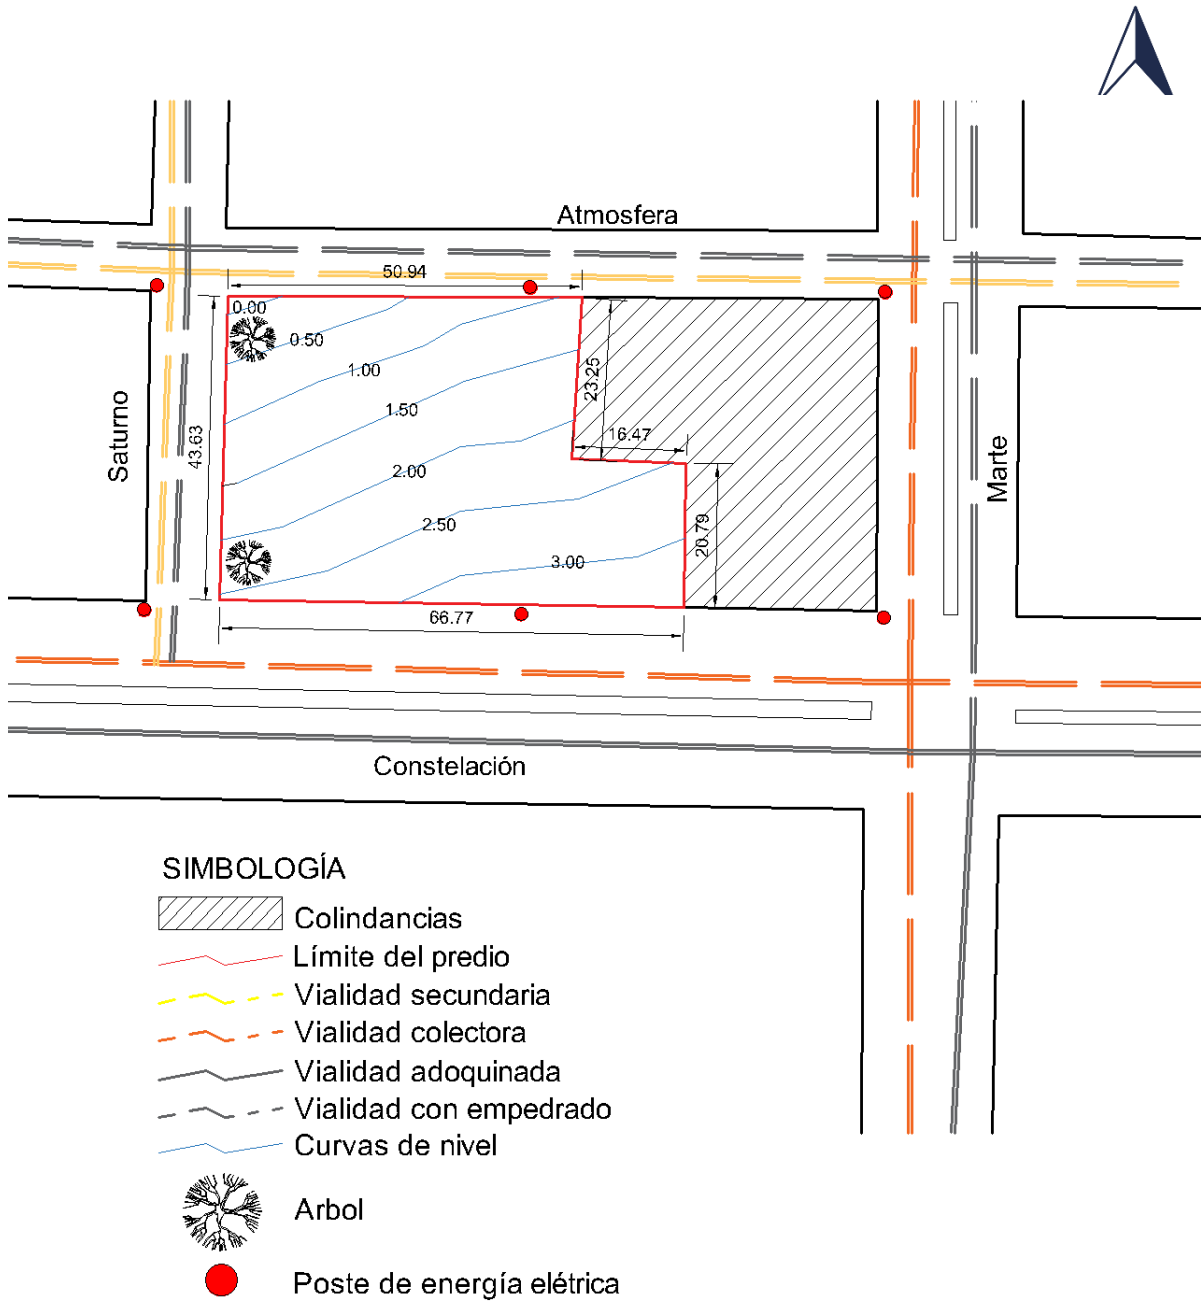 Atmosfera
50.94
0.00
0.50
1.00
23.25
1.50
Saturno
43.63
16.47
Marte
2.00
2.50
20.79
3.00
66.77
Constelación
SIMBOLOGÍA
Colindancias
Límite del predio
Vialidad secundaria
Vialidad colectora
Vialidad adoquinada
Vialidad con empedrado
Curvas de nivel
Arbol
Poste de energía elétrica